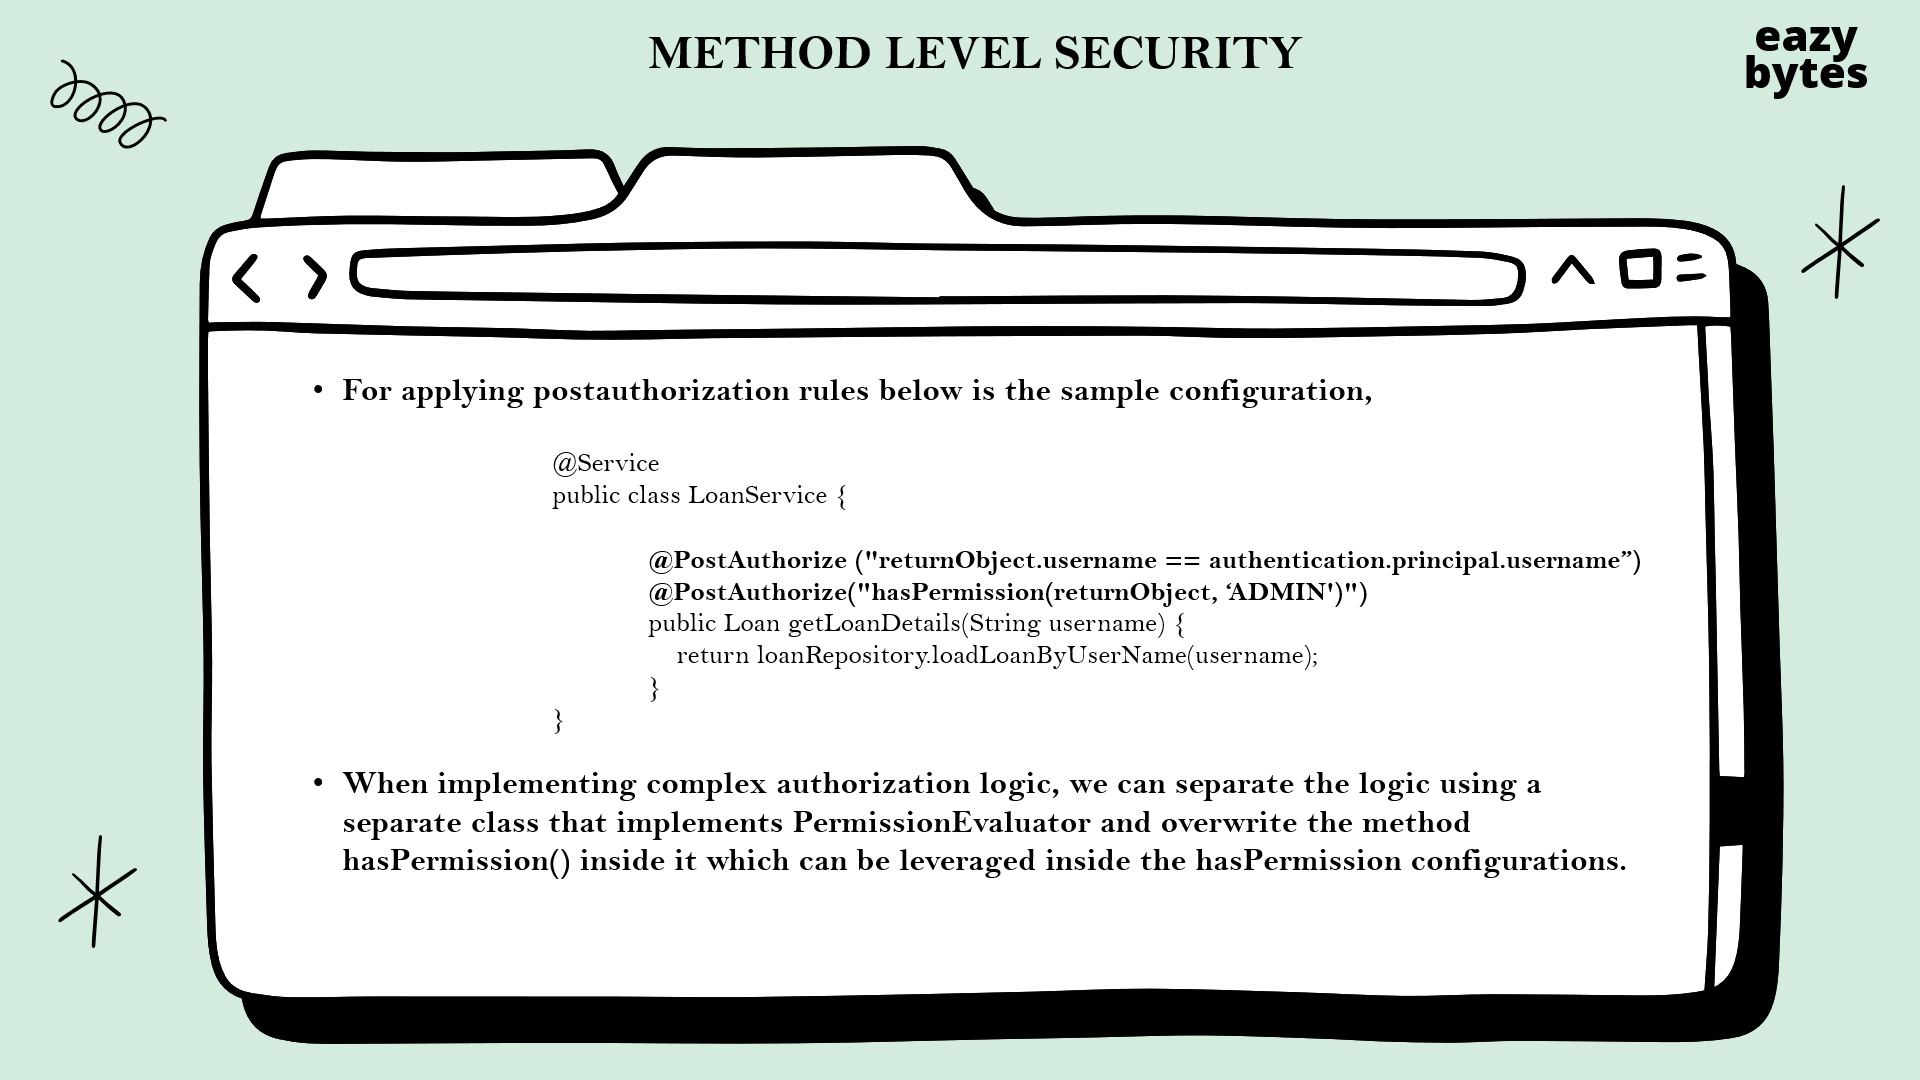 METHOD LEVEL SECURITY
eazy
bytes
• For applying postauthorization rules below is the sample configuration,
@Service
public class LoanService {
@PostAuthorize ("returnObject.username == authentication.principal.username”)
@PostAuthorize("hasPermission(returnObject, ‘ADMIN')")
public Loan getLoanDetails(String username) {
return loanRepository.loadLoanByUserName(username);
}
}
• When implementing complex authorization logic, we can separate the logic using a
separate class that implements PermissionEvaluator and overwrite the method
hasPermission() inside it which can be leveraged inside the hasPermission configurations.